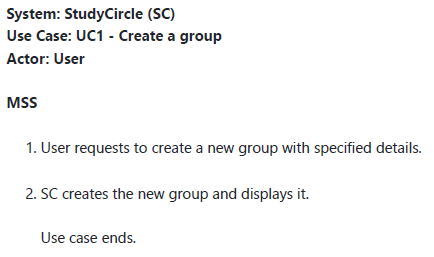 System: StudyCircle (SC)
Use Case: UC1 - Create a group
Actor: User
MSS
1. User requests to create a new group with specified details.
2. SC creates the new group and displays it.
Use case ends.